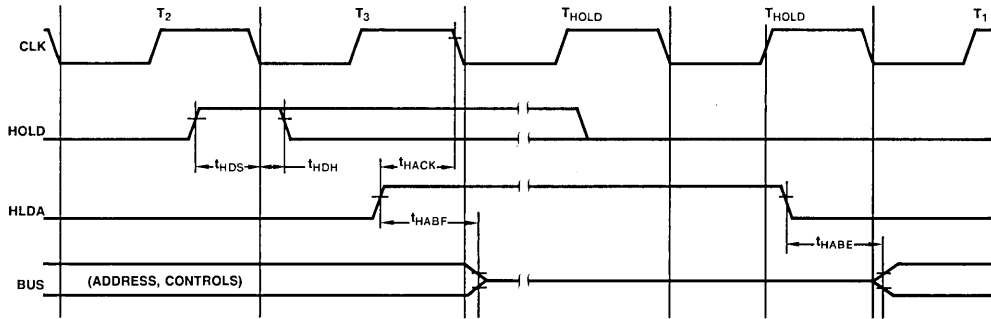 T2 T3 THOLD THOLD T1
CLK
HOLD
tHDS tHDH tHACK
HLDA
tHABF tHABE
BUS (ADDRESS, CONTROLS)